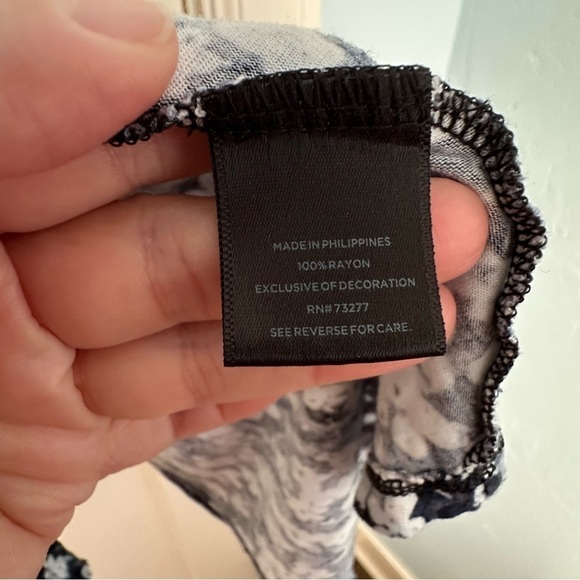 MADE IN PHILIPPINES
100% RAYON
EXCLUSIVE OF DECORATION
RN# 73277
SEE REVERSE FOR CARE.